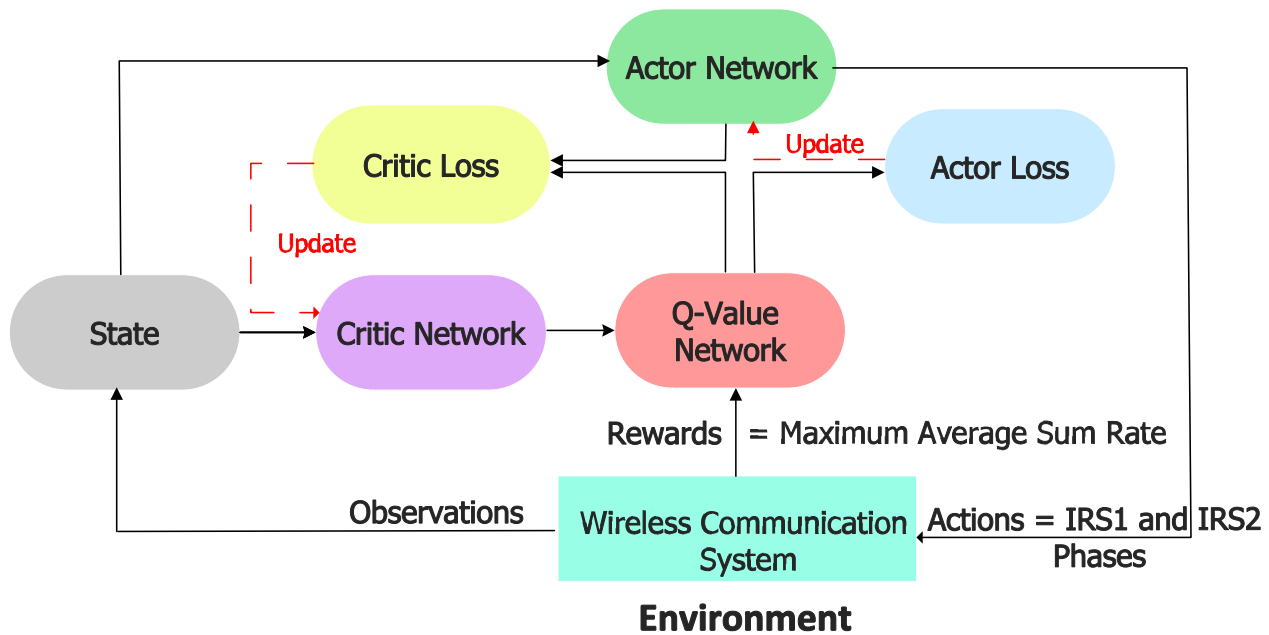 Actor Network
Update
Critic Loss
Actor Loss
Update
State
Critic Network
Q-Value
Network
Rewards = Maximum Average Sum Rate
Observations
Wireless Communication
System
Actions = IRS1 and IRS2
Phases
Environment